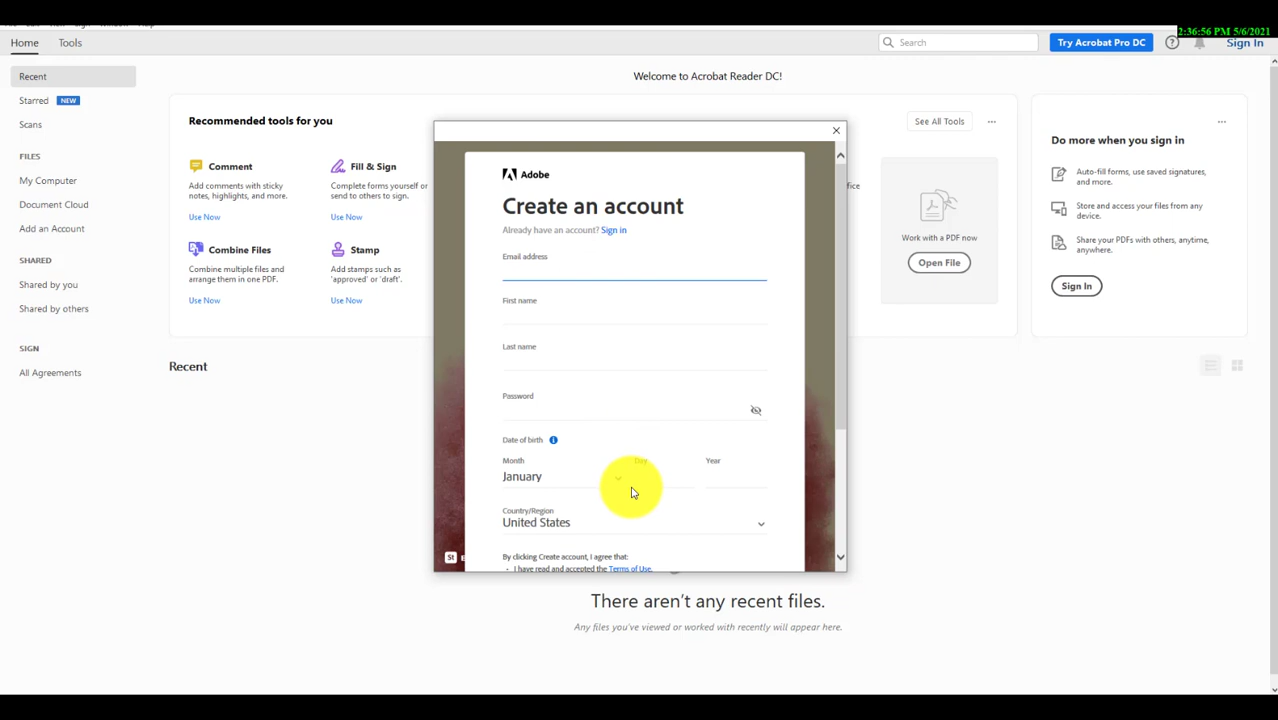 2:36:56 PM 5/6/2021
Home
Tools
Search
Try Acrobat Pro DC
Sign In
Recent
Starred NEW
Scans
FILES
My Computer
Document Cloud
Add an Account
SHARED
Shared by you
Shared by others
SIGN
All Agreements
Welcome to Acrobat Reader DC!
Recommended tools for you
See All Tools
Comment
Add comments with sticky
notes, highlights, and more.
Use Now
Fill & Sign
Complete forms yourself or
send to others to sign.
Use Now
Combine Files
Combine multiple files and
arrange them in one PDF.
Use Now
Stamp
Add stamps such as
'approved' or 'draft'.
Use Now
Work with a PDF now
Open File
Do more when you sign in
Auto-fill forms, use saved signatures,
and more.
Store and access your files from any
device.
Share your PDFs with others, anytime,
anywhere.
Sign In
Adobe
Create an account
Already have an account? Sign in
Email address
First name
Last name
Password
Date of birth
Month
Day
Year
January
Country/Region
United States
By clicking Create account, I agree that:
• I have read and accepted the Terms of Use.
St
Recent
There aren't any recent files.
Any files you've viewed or worked with recently will appear here.